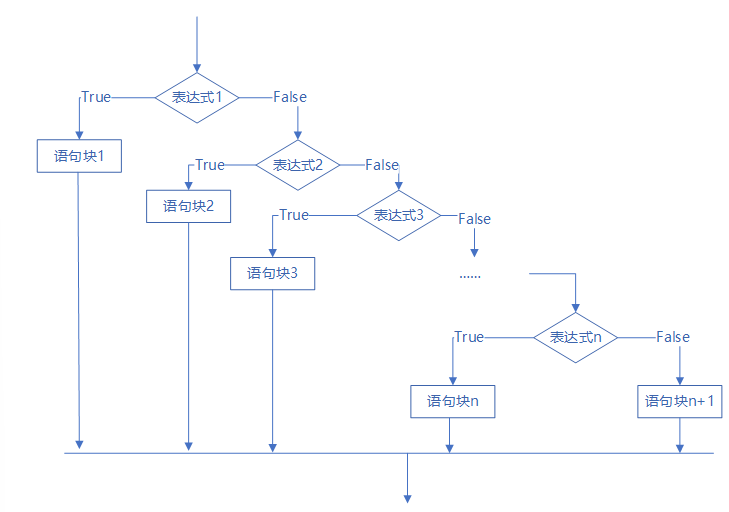 表达式1
True
False
语句块1
表达式2
True
False
语句块2
表达式3
True
False
语句块3
......
表达式n
True
False
语句块n
语句块n+1